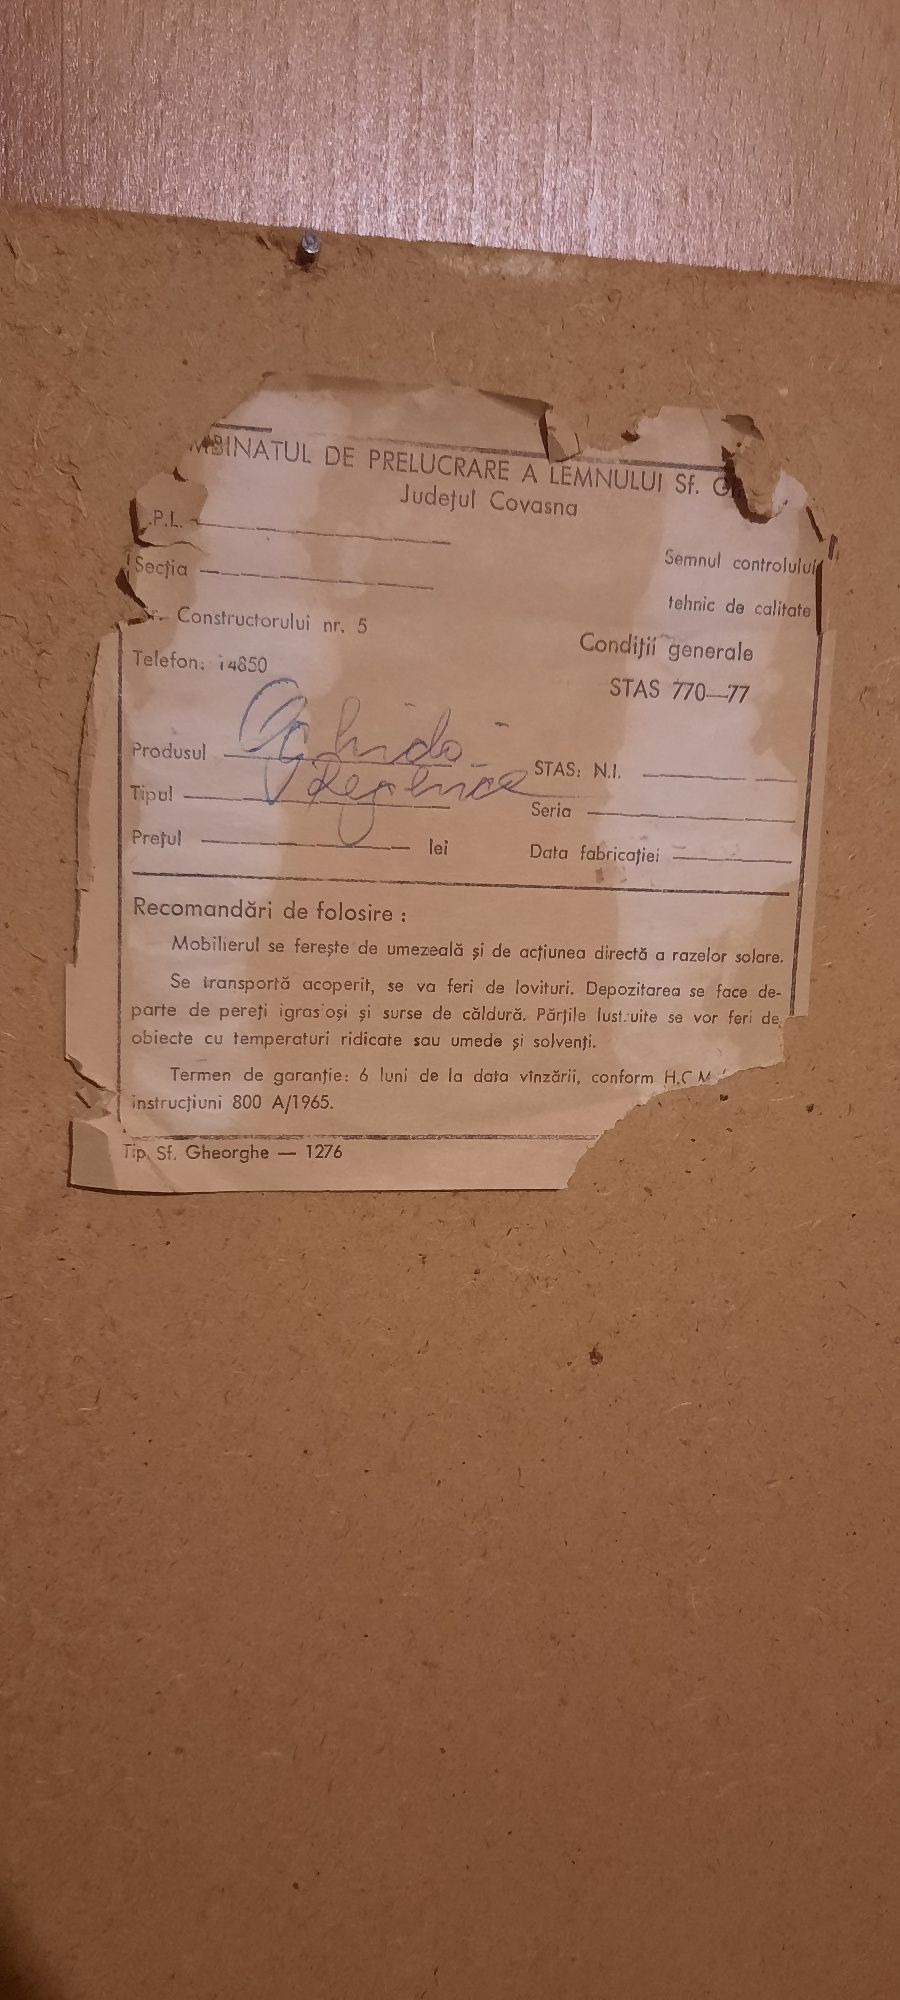 MBINATUL DE PRELUCRARE A LEMNULUI Sf. G
Județul Covasna
.P.L.
Secția
Semnul controlului
tehnic de calitate
Constructorului nr. 5
Telefon: 14850
Condiții generale
STAS 770—77
Produsul
STAS: N.I.
Tipul
Seria
Prețul lei
Data fabricației
Recomandări de folosire :
Mobilierul se ferește de umezeală și de acțiunea directă a razelor solare.
Se transportă acoperit, se va feri de lovituri. Depozitarea se face de-
parte de pereți igrasioși și surse de căldură. Părțile lustruite se vor feri de
obiecte cu temperaturi ridicate sau umede și solvenți.
Termen de garanție: 6 luni de la data vînzării, conform H.C.M.
instrucțiuni 800 A/1965.
Tip. Sf. Gheorghe — 1276